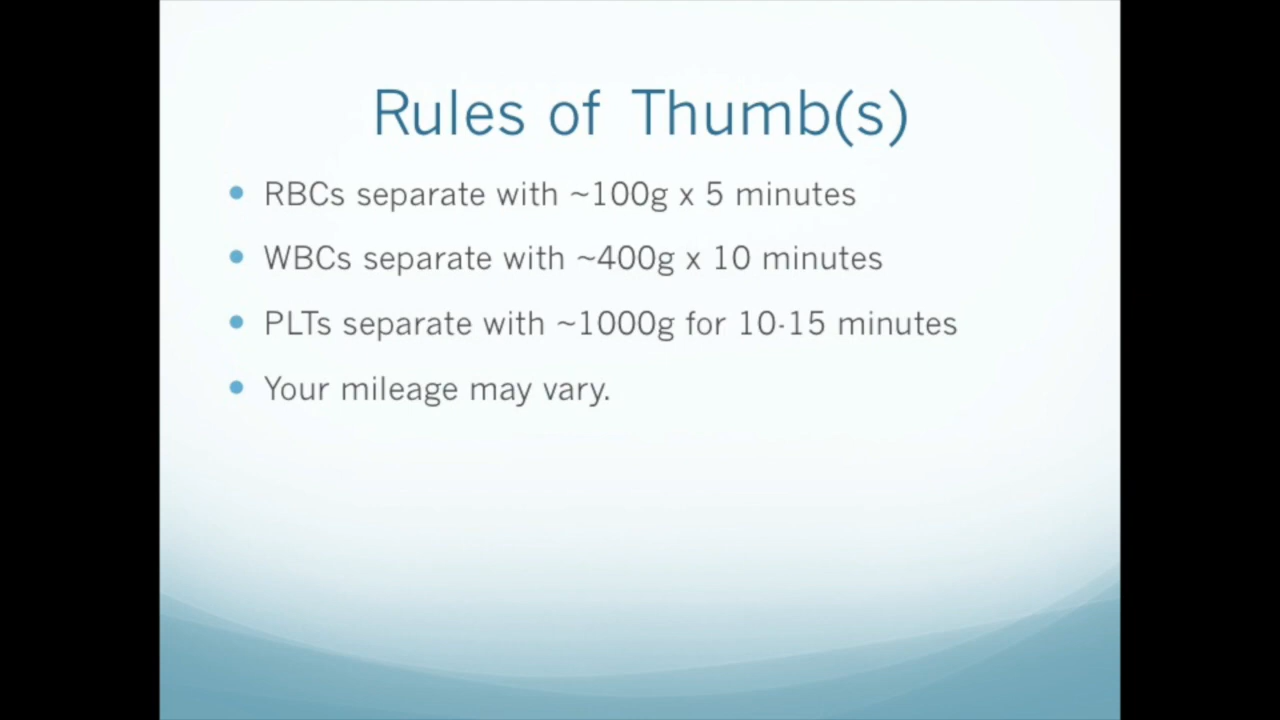 Rules of Thumb(s)
• RBCs separate with ~100g x 5 minutes
• WBCs separate with ~400g x 10 minutes
• PLTs separate with ~1000g for 10-15 minutes
• Your mileage may vary.